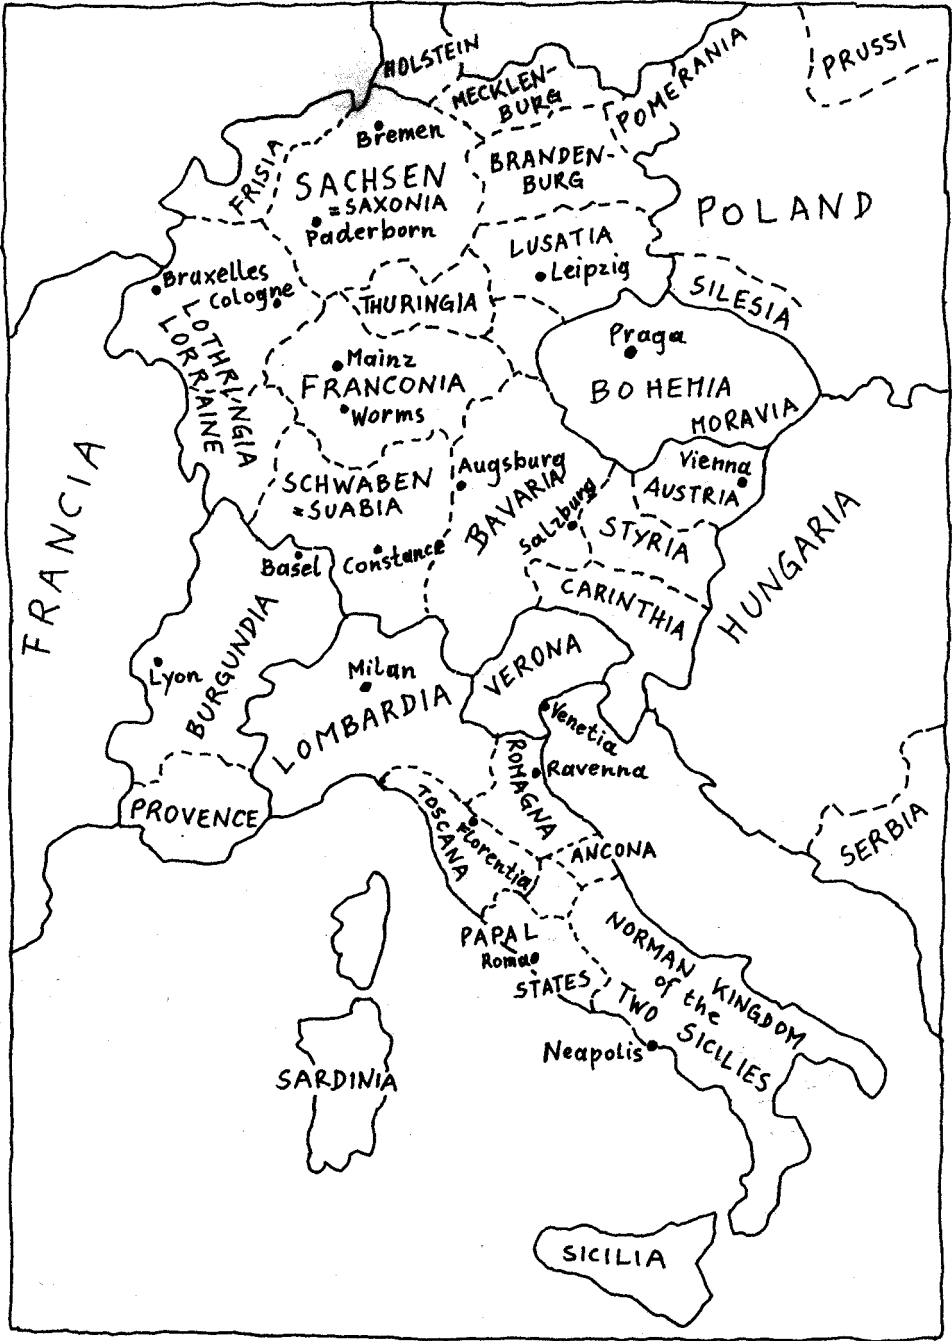 HOLSTEIN
MECKLEN-
BURG
POMERANIA
PRUSSI
Bremen
FRISIA
SACHSEN
=SAXONIA
Paderborn
BRANDEN-
BURG
POLAND
LUSATIA
Leipzig
Bruxelles
Cologne
THURINGIA
SILESIA
LOTHRINGIA
LORRAINE
Praga
Mainz
FRANCONIA
Worms
BOHEMIA
MORAVIA
Vienna
AUSTRIA
SCHWABEN
=SUABIA
Augsburg
BAVARIA
Salzburg
STYRIA
FRANCIA
Basel
Constance
CARINTHIA
HUNGARIA
Lyon
BURGUNDIA
Milan
LOMBARDIA
VERONA
Venetia
ROMAGNA
Ravenna
PROVENCE
TOSCANA
Florentia
ANCONA
SERBIA
PAPAL
Roma
STATES
NORMAN KINGDOM
of the
TWO SICILIES
Neapolis
SARDINIA
SICILIA